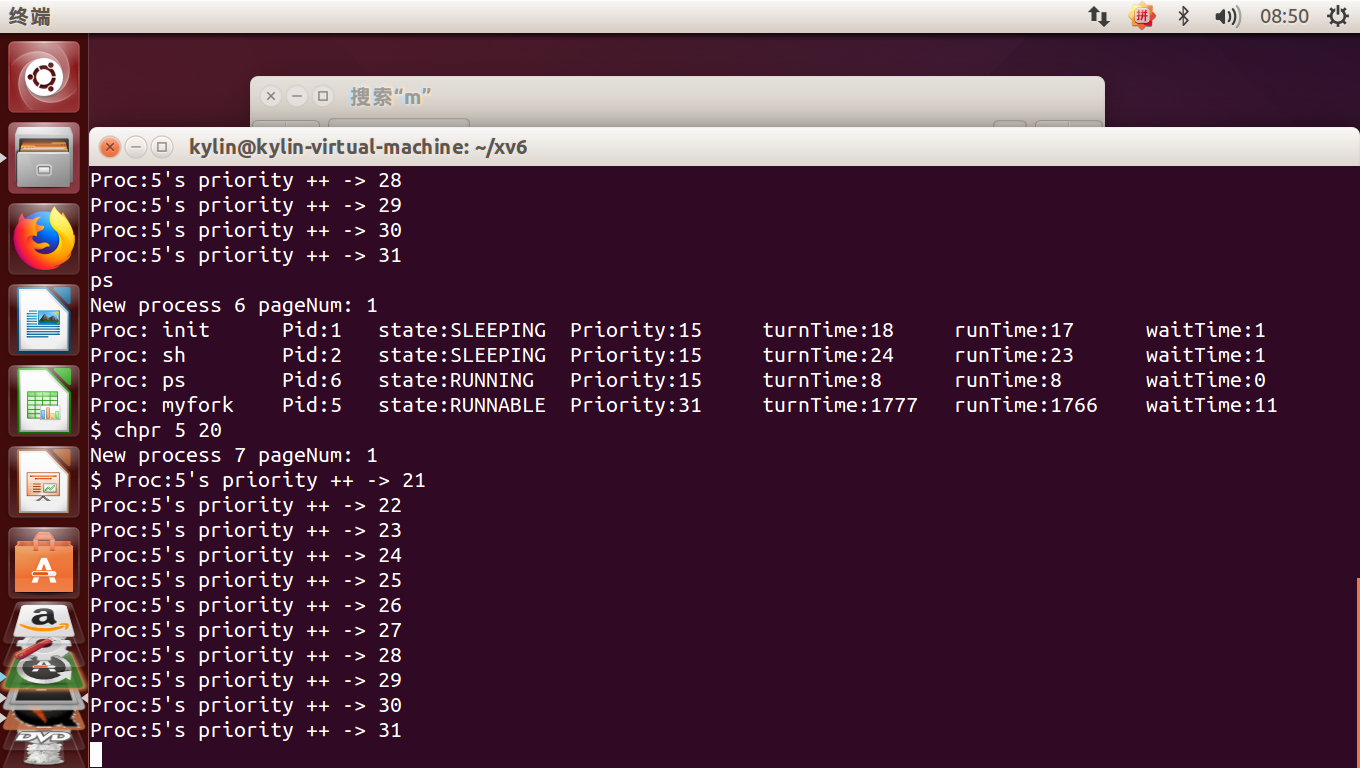 终端
08:50
搜索“m”
kylin@kylin-virtual-machine: ~/xv6
Proc:5's priority ++ -> 28
Proc:5's priority ++ -> 29
Proc:5's priority ++ -> 30
Proc:5's priority ++ -> 31
ps
New process 6 pageNum: 1
Proc: init      Pid:1   state:SLEEPING  Priority:15     turnTime:18     runTime:17      waitTime:1
Proc: sh        Pid:2   state:SLEEPING  Priority:15     turnTime:24     runTime:23      waitTime:1
Proc: ps        Pid:6   state:RUNNING   Priority:15     turnTime:8      runTime:8       waitTime:0
Proc: myfork    Pid:5   state:RUNNABLE  Priority:31     turnTime:1777   runTime:1766    waitTime:11
$ chpr 5 20
New process 7 pageNum: 1
$ Proc:5's priority ++ -> 21
Proc:5's priority ++ -> 22
Proc:5's priority ++ -> 23
Proc:5's priority ++ -> 24
Proc:5's priority ++ -> 25
Proc:5's priority ++ -> 26
Proc:5's priority ++ -> 27
Proc:5's priority ++ -> 28
Proc:5's priority ++ -> 29
Proc:5's priority ++ -> 30
Proc:5's priority ++ -> 31
拼
A
a
A
DVD